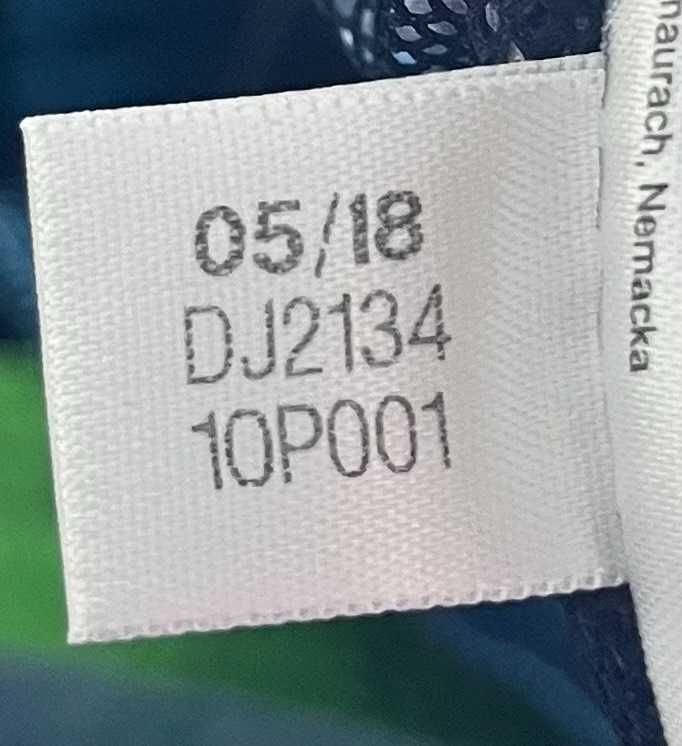 05/18
DJ2134
10P001
naurach, Nemacka